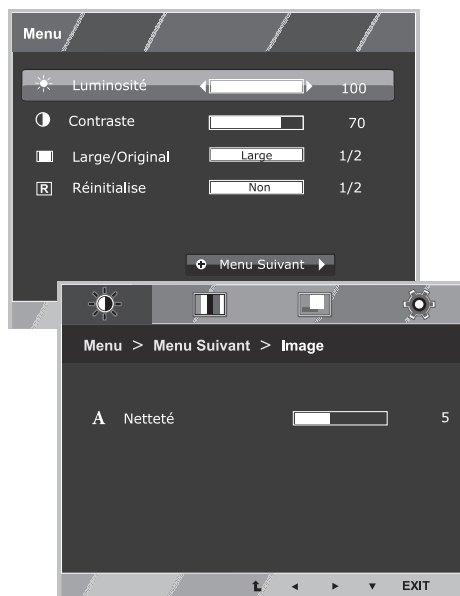 Menu
Luminosité 100
Contraste 70
Large/Original Large 1/2
R Réinitialise Non 1/2
Menu Suivant
Menu > Menu Suivant > Image
A Netteté 5
EXIT